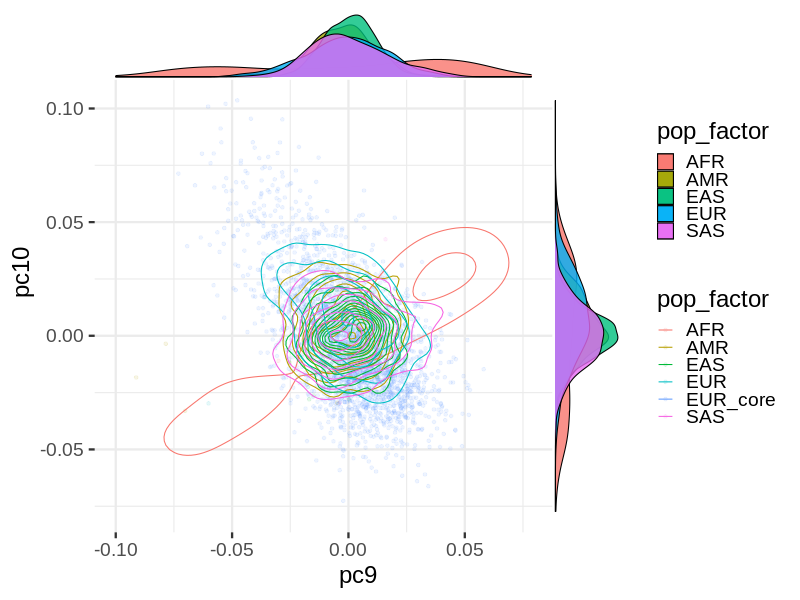 pop_factor
AFR
AMR
EAS
EUR
SAS
pop_factor
AFR
AMR
EAS
EUR
EUR_core
SAS
pc10
0.10
0.05
0.00
-0.05
-0.10
-0.05
0.00
0.05
pc9